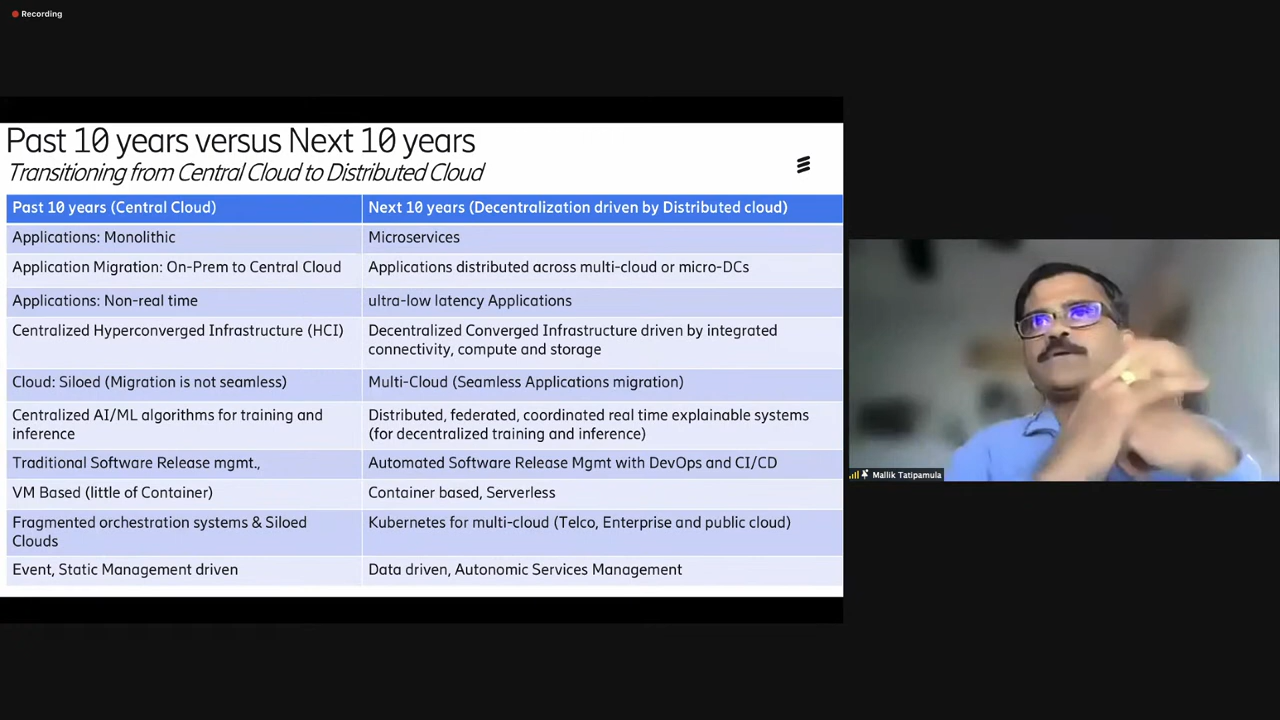 Recording
Past 10 years versus Next 10 years
Transitioning from Central Cloud to Distributed Cloud
Past 10 years (Central Cloud)
Next 10 years (Decentralization driven by Distributed cloud)
Applications: Monolithic
Microservices
Application Migration: On-Prem to Central Cloud
Applications distributed across multi-cloud or micro-DCs
Applications: Non-real time
ultra-low latency Applications
Centralized Hyperconverged Infrastructure (HCI)
Decentralized Converged Infrastructure driven by integrated
connectivity, compute and storage
Cloud: Siloed (Migration is not seamless)
Multi-Cloud (Seamless Applications migration)
Centralized AI/ML algorithms for training and
inference
Distributed, federated, coordinated real time explainable systems
(for decentralized training and inference)
Traditional Software Release mgmt.,
Automated Software Release Mgmt with DevOps and CI/CD
VM Based (little of Container)
Container based, Serverless
Fragmented orchestration systems & Siloed
Clouds
Kubernetes for multi-cloud (Telco, Enterprise and public cloud)
Event, Static Management driven
Data driven, Autonomic Services Management
Mallik Tatipamula